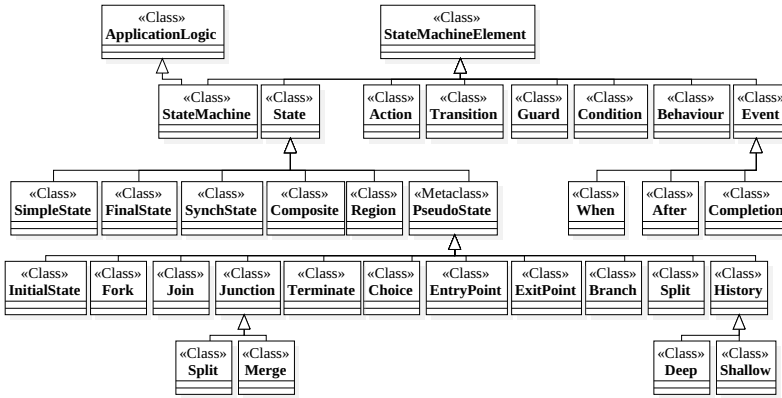 «Class» «Class»
ApplicationLogic StateMachineElement
«Class» «Class» «Class» «Class» «Class» «Class» «Class» «Class»
StateMachine State Action Transition Guard Condition Behaviour Event
«Class» «Class» «Class» «Class» «Class» «Metaclass» «Class» «Class» «Class»
SimpleState FinalState SynchState Composite Region PseudoState When After Completion
«Class» «Class» «Class» «Class» «Class» «Class» «Class» «Class» «Class» «Class» «Class»
InitialState Fork Join Junction Terminate Choice EntryPoint ExitPoint Branch Split History
«Class» «Class» «Class» «Class»
Split Merge Deep Shallow